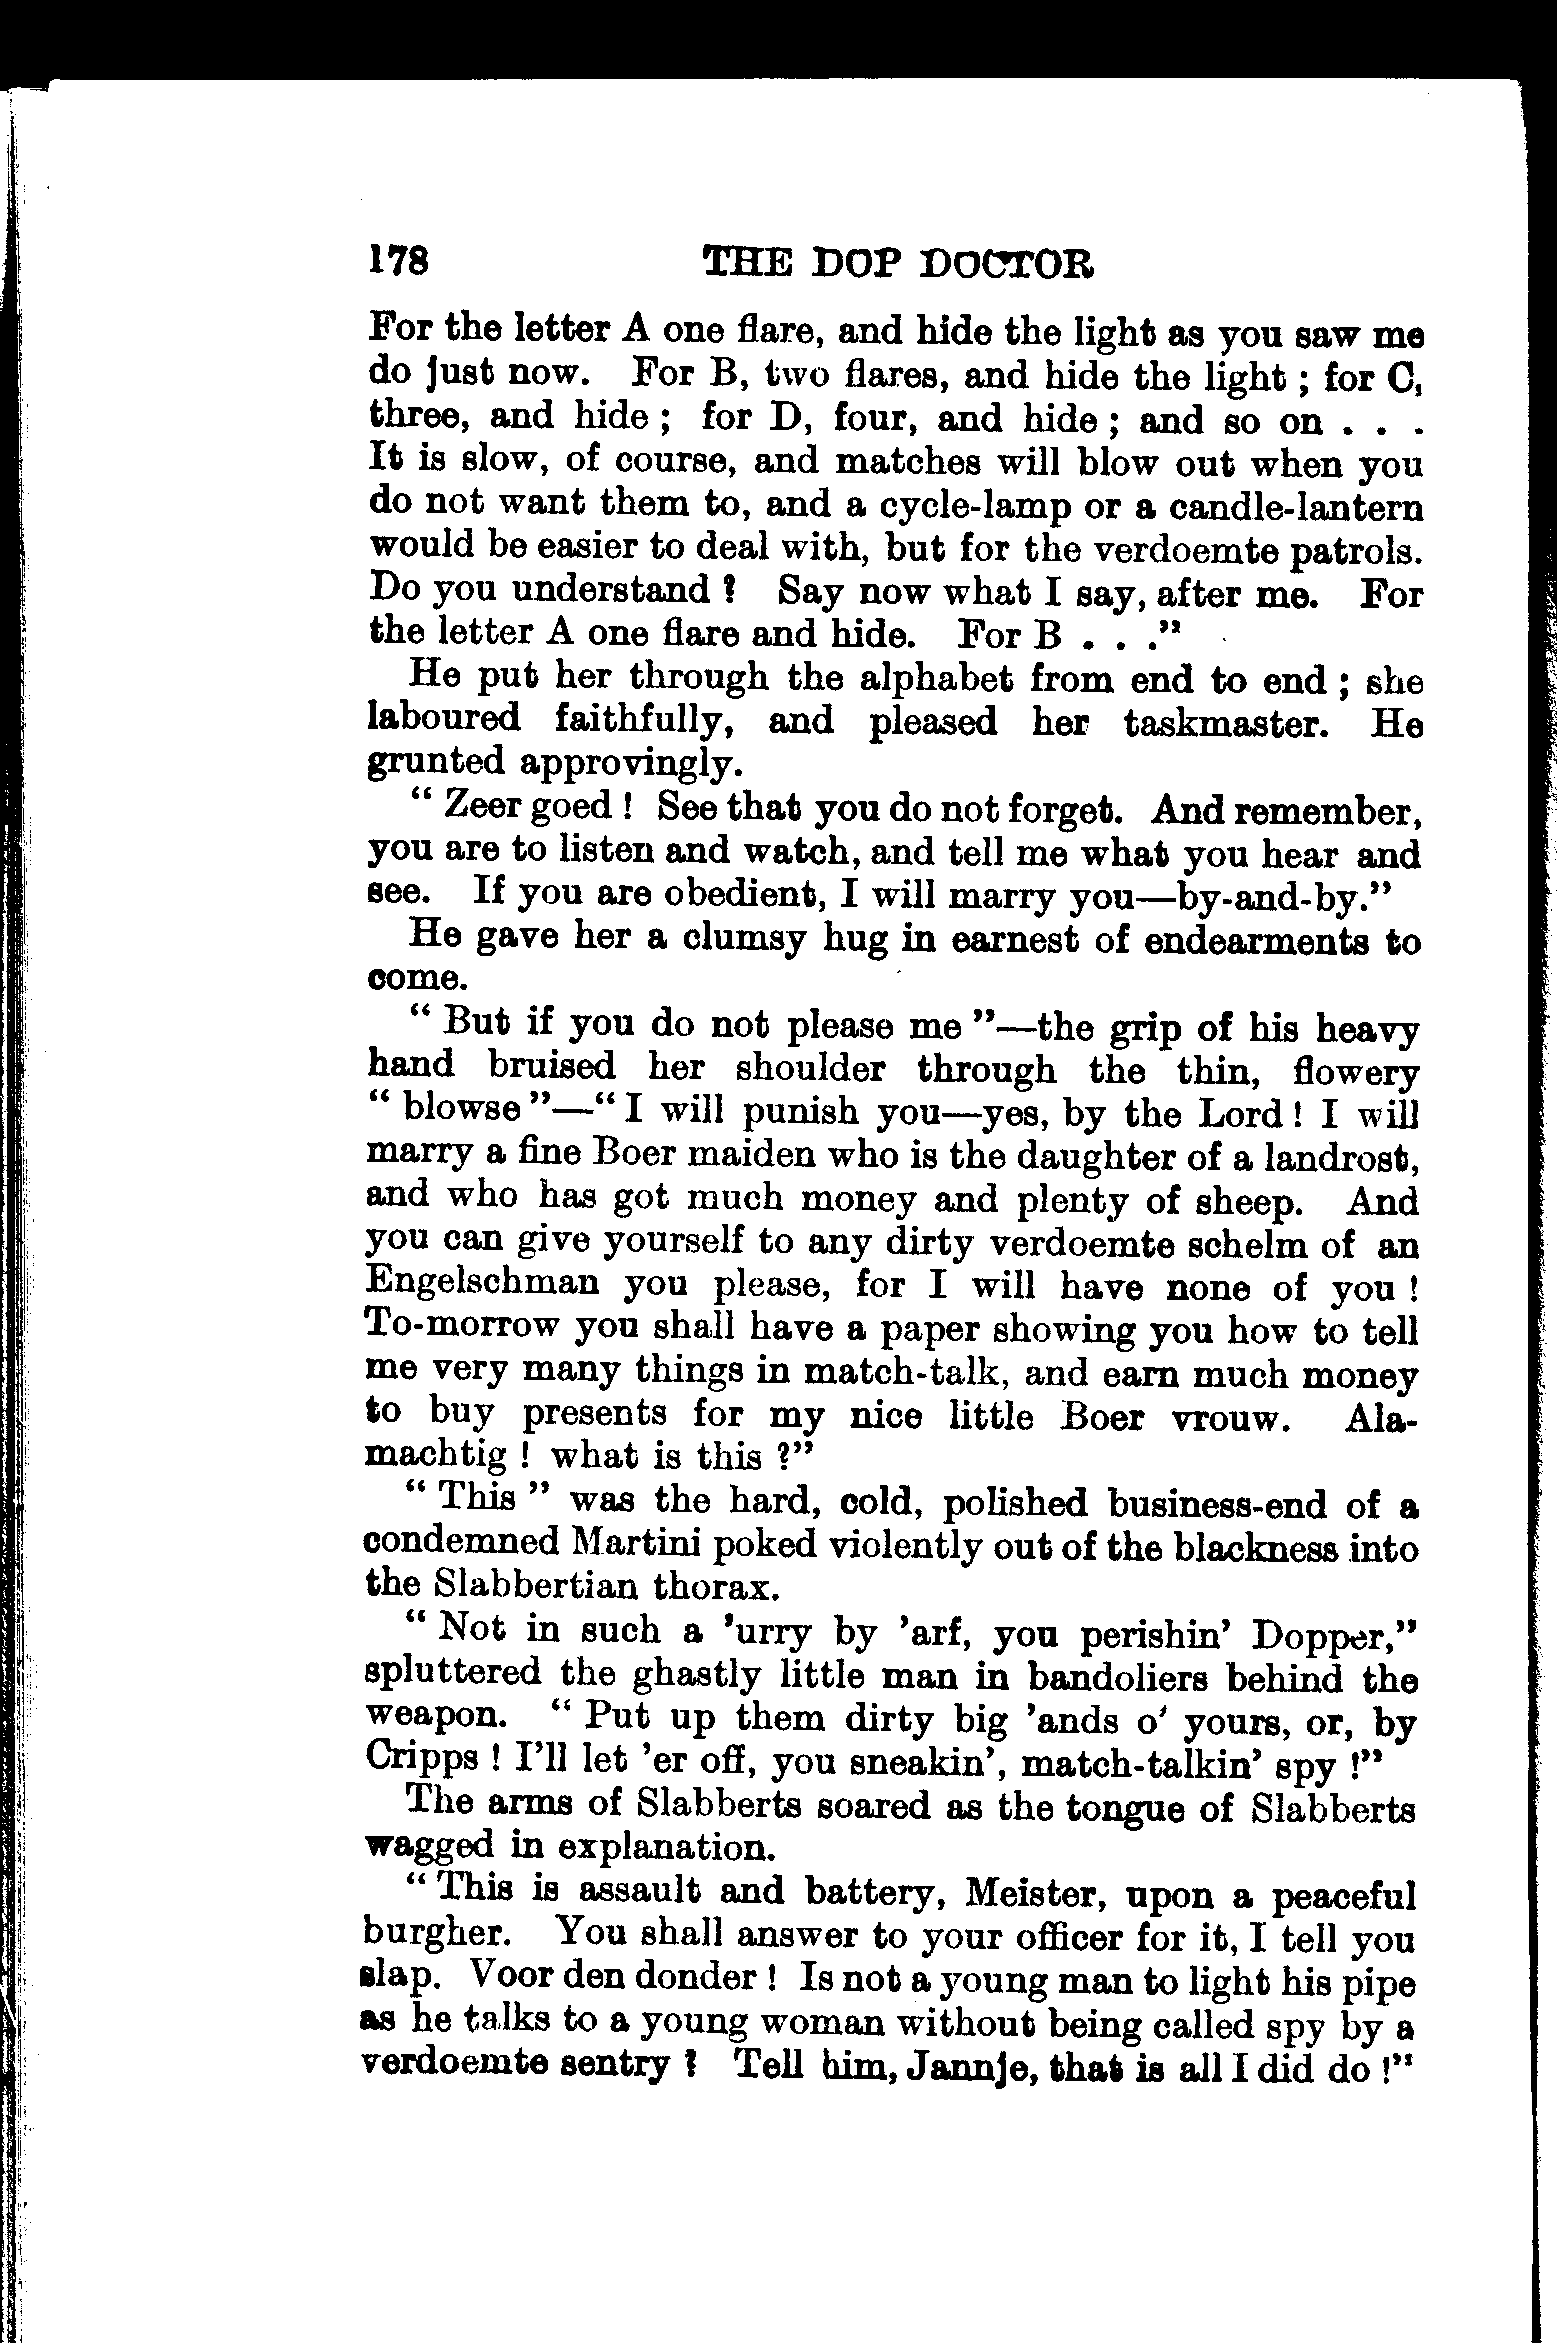 178 THE DOP DOCTOR
For the letter A one flare, and hide the light as you saw me
do just now. For B, two flares, and hide the light ; for C,
three, and hide ; for D, four, and hide ; and so on . . .
It is slow, of course, and matches will blow out when you
do not want them to, and a cycle-lamp or a candle-lantern
would be easier to deal with, but for the verdoemte patrols.
Do you understand ? Say now what I say, after me. For
the letter A one flare and hide. For B . . .”
He put her through the alphabet from end to end ; she
laboured faithfully, and pleased her taskmaster. He
grunted approvingly.
“ Zeer goed ! See that you do not forget. And remember,
you are to listen and watch, and tell me what you hear and
see. If you are obedient, I will marry you—by-and-by.”
He gave her a clumsy hug in earnest of endearments to
come.
“ But if you do not please me ”—the grip of his heavy
hand bruised her shoulder through the thin, flowery
“ blowse ”—“ I will punish you—yes, by the Lord ! I will
marry a fine Boer maiden who is the daughter of a landrost,
and who has got much money and plenty of sheep. And
you can give yourself to any dirty verdoemte schelm of an
Engelschman you please, for I will have none of you !
To-morrow you shall have a paper showing you how to tell
me very many things in match-talk, and earn much money
to buy presents for my nice little Boer vrouw. Ala-
machtig ! what is this ?”
“ This ” was the hard, cold, polished business-end of a
condemned Martini poked violently out of the blackness into
the Slabbertian thorax.
“ Not in such a ’urry by ’arf, you perishin’ Dopper,”
spluttered the ghastly little man in bandoliers behind the
weapon. “ Put up them dirty big ’ands o’ yours, or, by
Cripps ! I’ll let ’er off, you sneakin’, match-talkin’ spy !”
The arms of Slabberts soared as the tongue of Slabberts
wagged in explanation.
“ This is assault and battery, Meister, upon a peaceful
burgher. You shall answer to your officer for it, I tell you
slap. Voor den donder ! Is not a young man to light his pipe
as he talks to a young woman without being called spy by a
verdoemte sentry ? Tell him, Jannje, that is all I did do !”